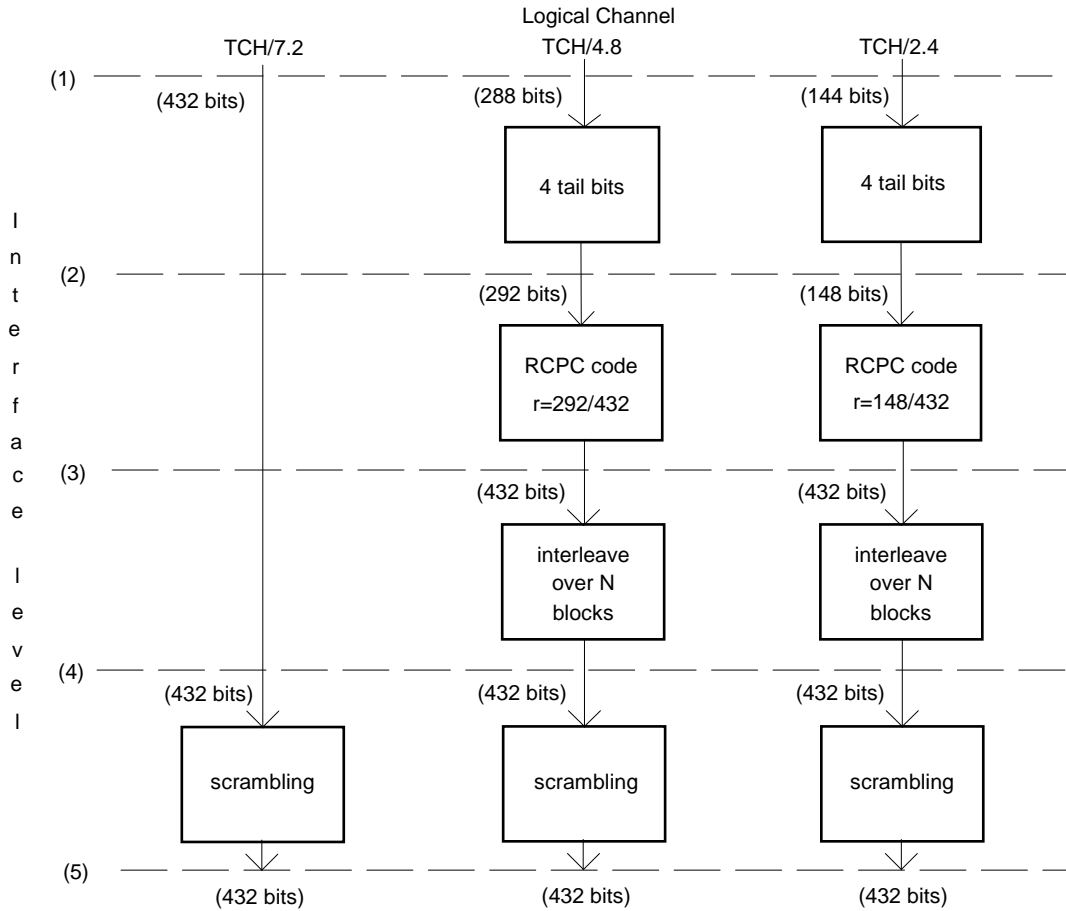 Logical Channel
TCH/7.2 TCH/4.8 TCH/2.4
(1)
(432 bits) (288 bits) (144 bits)
4 tail bits 4 tail bits
(2)
(292 bits) (148 bits)
RCPC code RCPC code
r=292/432 r=148/432
(3)
(432 bits) (432 bits)
interleave interleave
over N over N
blocks blocks
(4)
(432 bits) (432 bits) (432 bits)
scrambling scrambling scrambling
(5)
(432 bits) (432 bits) (432 bits)
Interface level